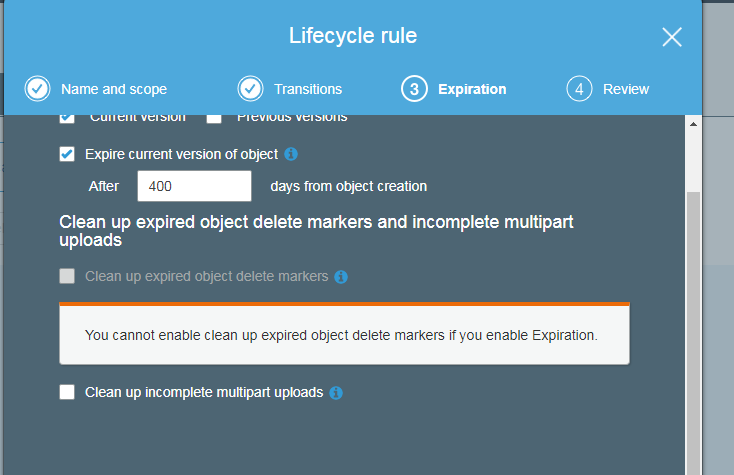 Lifecycle rule
Name and scope
Transitions
3 Expiration
4 Review
Current version
Previous versions
Expire current version of object
After 400 days from object creation
Clean up expired object delete markers and incomplete multipart
uploads
Clean up expired object delete markers
You cannot enable clean up expired object delete markers if you enable Expiration.
Clean up incomplete multipart uploads